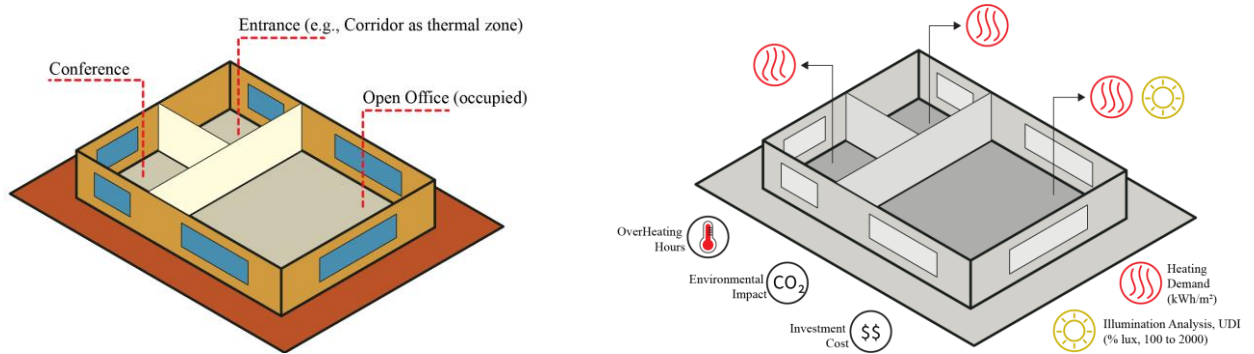 Entrance (e.g., Corridor as thermal zone)
Conference
Open Office (occupied)
OverHeating
Hours
Environmental
Impact
CO₂
Investment
Cost
$$
Heating
Demand
(kWh/m²)
Illumination Analysis, UDI
(% lux, 100 to 2000)